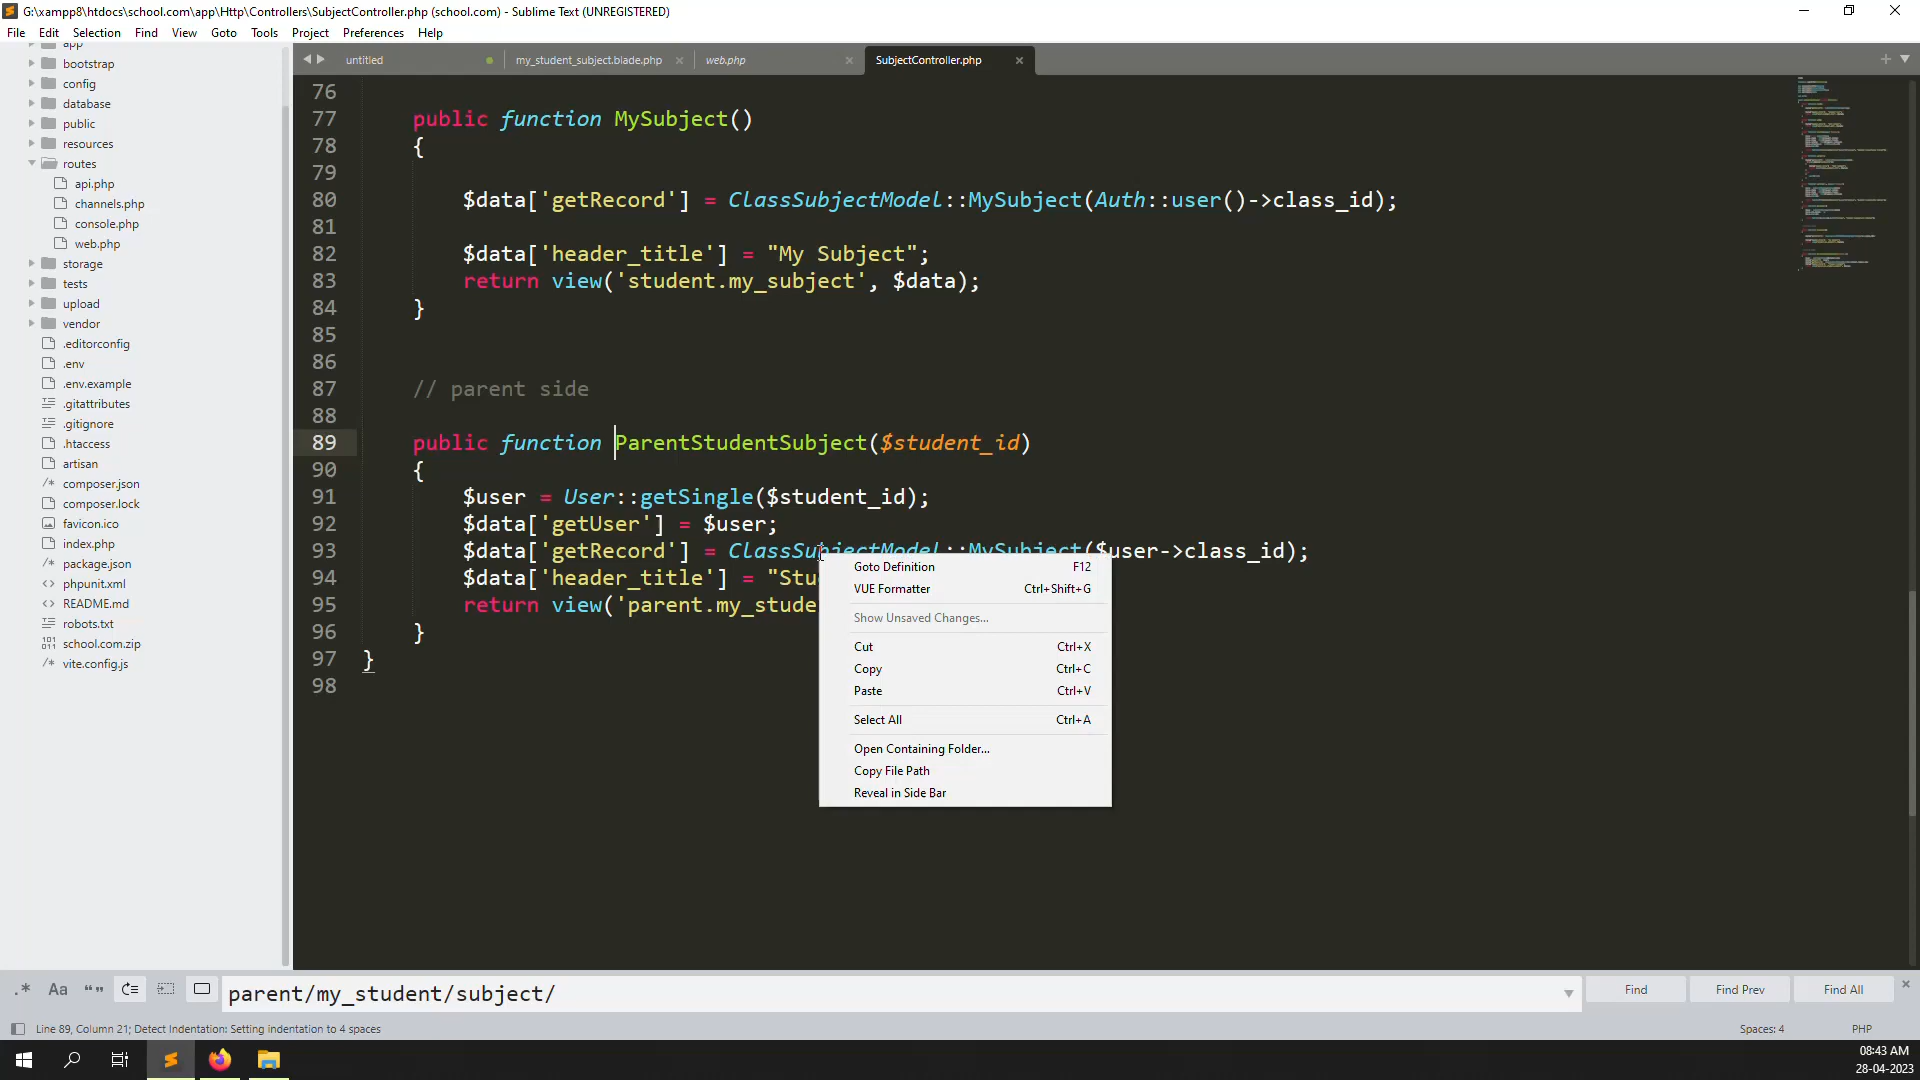 G:\xampp8\htdocs\school.com\app\Http\Controllers\SubjectController.php (school.com) - Sublime Text (UNREGISTERED)
File Edit Selection Find View Goto Tools Project Preferences Help
app
bootstrap
config
database
public
resources
routes
api.php
channels.php
console.php
web.php
storage
tests
upload
vendor
.editorconfig
.env
.env.example
.gitattributes
.gitignore
.htaccess
artisan
composer.json
composer.lock
favicon.ico
index.php
package.json
phpunit.xml
README.md
robots.txt
school.com.zip
vite.config.js
untitled my_student_subject.blade.php web.php SubjectController.php
76
77 public function MySubject()
78 {
79
80 $data['getRecord'] = ClassSubjectModel::MySubject(Auth::user()->class_id);
81
82 $data['header_title'] = "My Subject";
83 return view('student.my_subject', $data);
84 }
85
86
87 // parent side
88
89 public function ParentStudentSubject($student_id)
90 {
91 $user = User::getSingle($student_id);
92 $data['getUser'] = $user;
93 $data['getRecord'] = ClassSubjectModel::MySubject($user->class_id);
94 $data['header_title'] = "Stu
95 return view('parent.my_stude
96 }
97 }
98
Goto Definition F12
VUE Formatter Ctrl+Shift+G
Show Unsaved Changes...
Cut Ctrl+X
Copy Ctrl+C
Paste Ctrl+V
Select All Ctrl+A
Open Containing Folder...
Copy File Path
Reveal in Side Bar
.* Aa “” parent/my_student/subject/ Find Find Prev Find All
Line 89, Column 21; Detect Indentation: Setting indentation to 4 spaces Spaces: 4 PHP
08:43 AM
28-04-2023